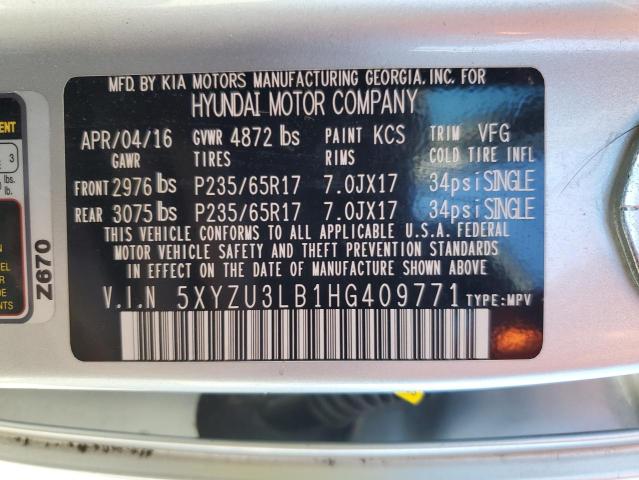 MFD. BY KIA MOTORS MANUFACTURING GEORGIA, INC. FOR
HYUNDAI MOTOR COMPANY
APR/04/16 GVWR 4872 lbs PAINT KCS TRIM VFG
GAWR TIRES RIMS COLD TIRE INFL
FRONT 2976 lbs P235/65R17 7.0JX17 34psi SINGLE
REAR 3075 lbs P235/65R17 7.0JX17 34psi SINGLE
THIS VEHICLE CONFORMS TO ALL APPLICABLE U.S.A. FEDERAL
MOTOR VEHICLE SAFETY AND THEFT PREVENTION STANDARDS
IN EFFECT ON THE DATE OF MANUFACTURE SHOWN ABOVE.
V.I.N 5XYZU3LB1HG409771 TYPE: MPV
Z670
3
lbs.
lb.